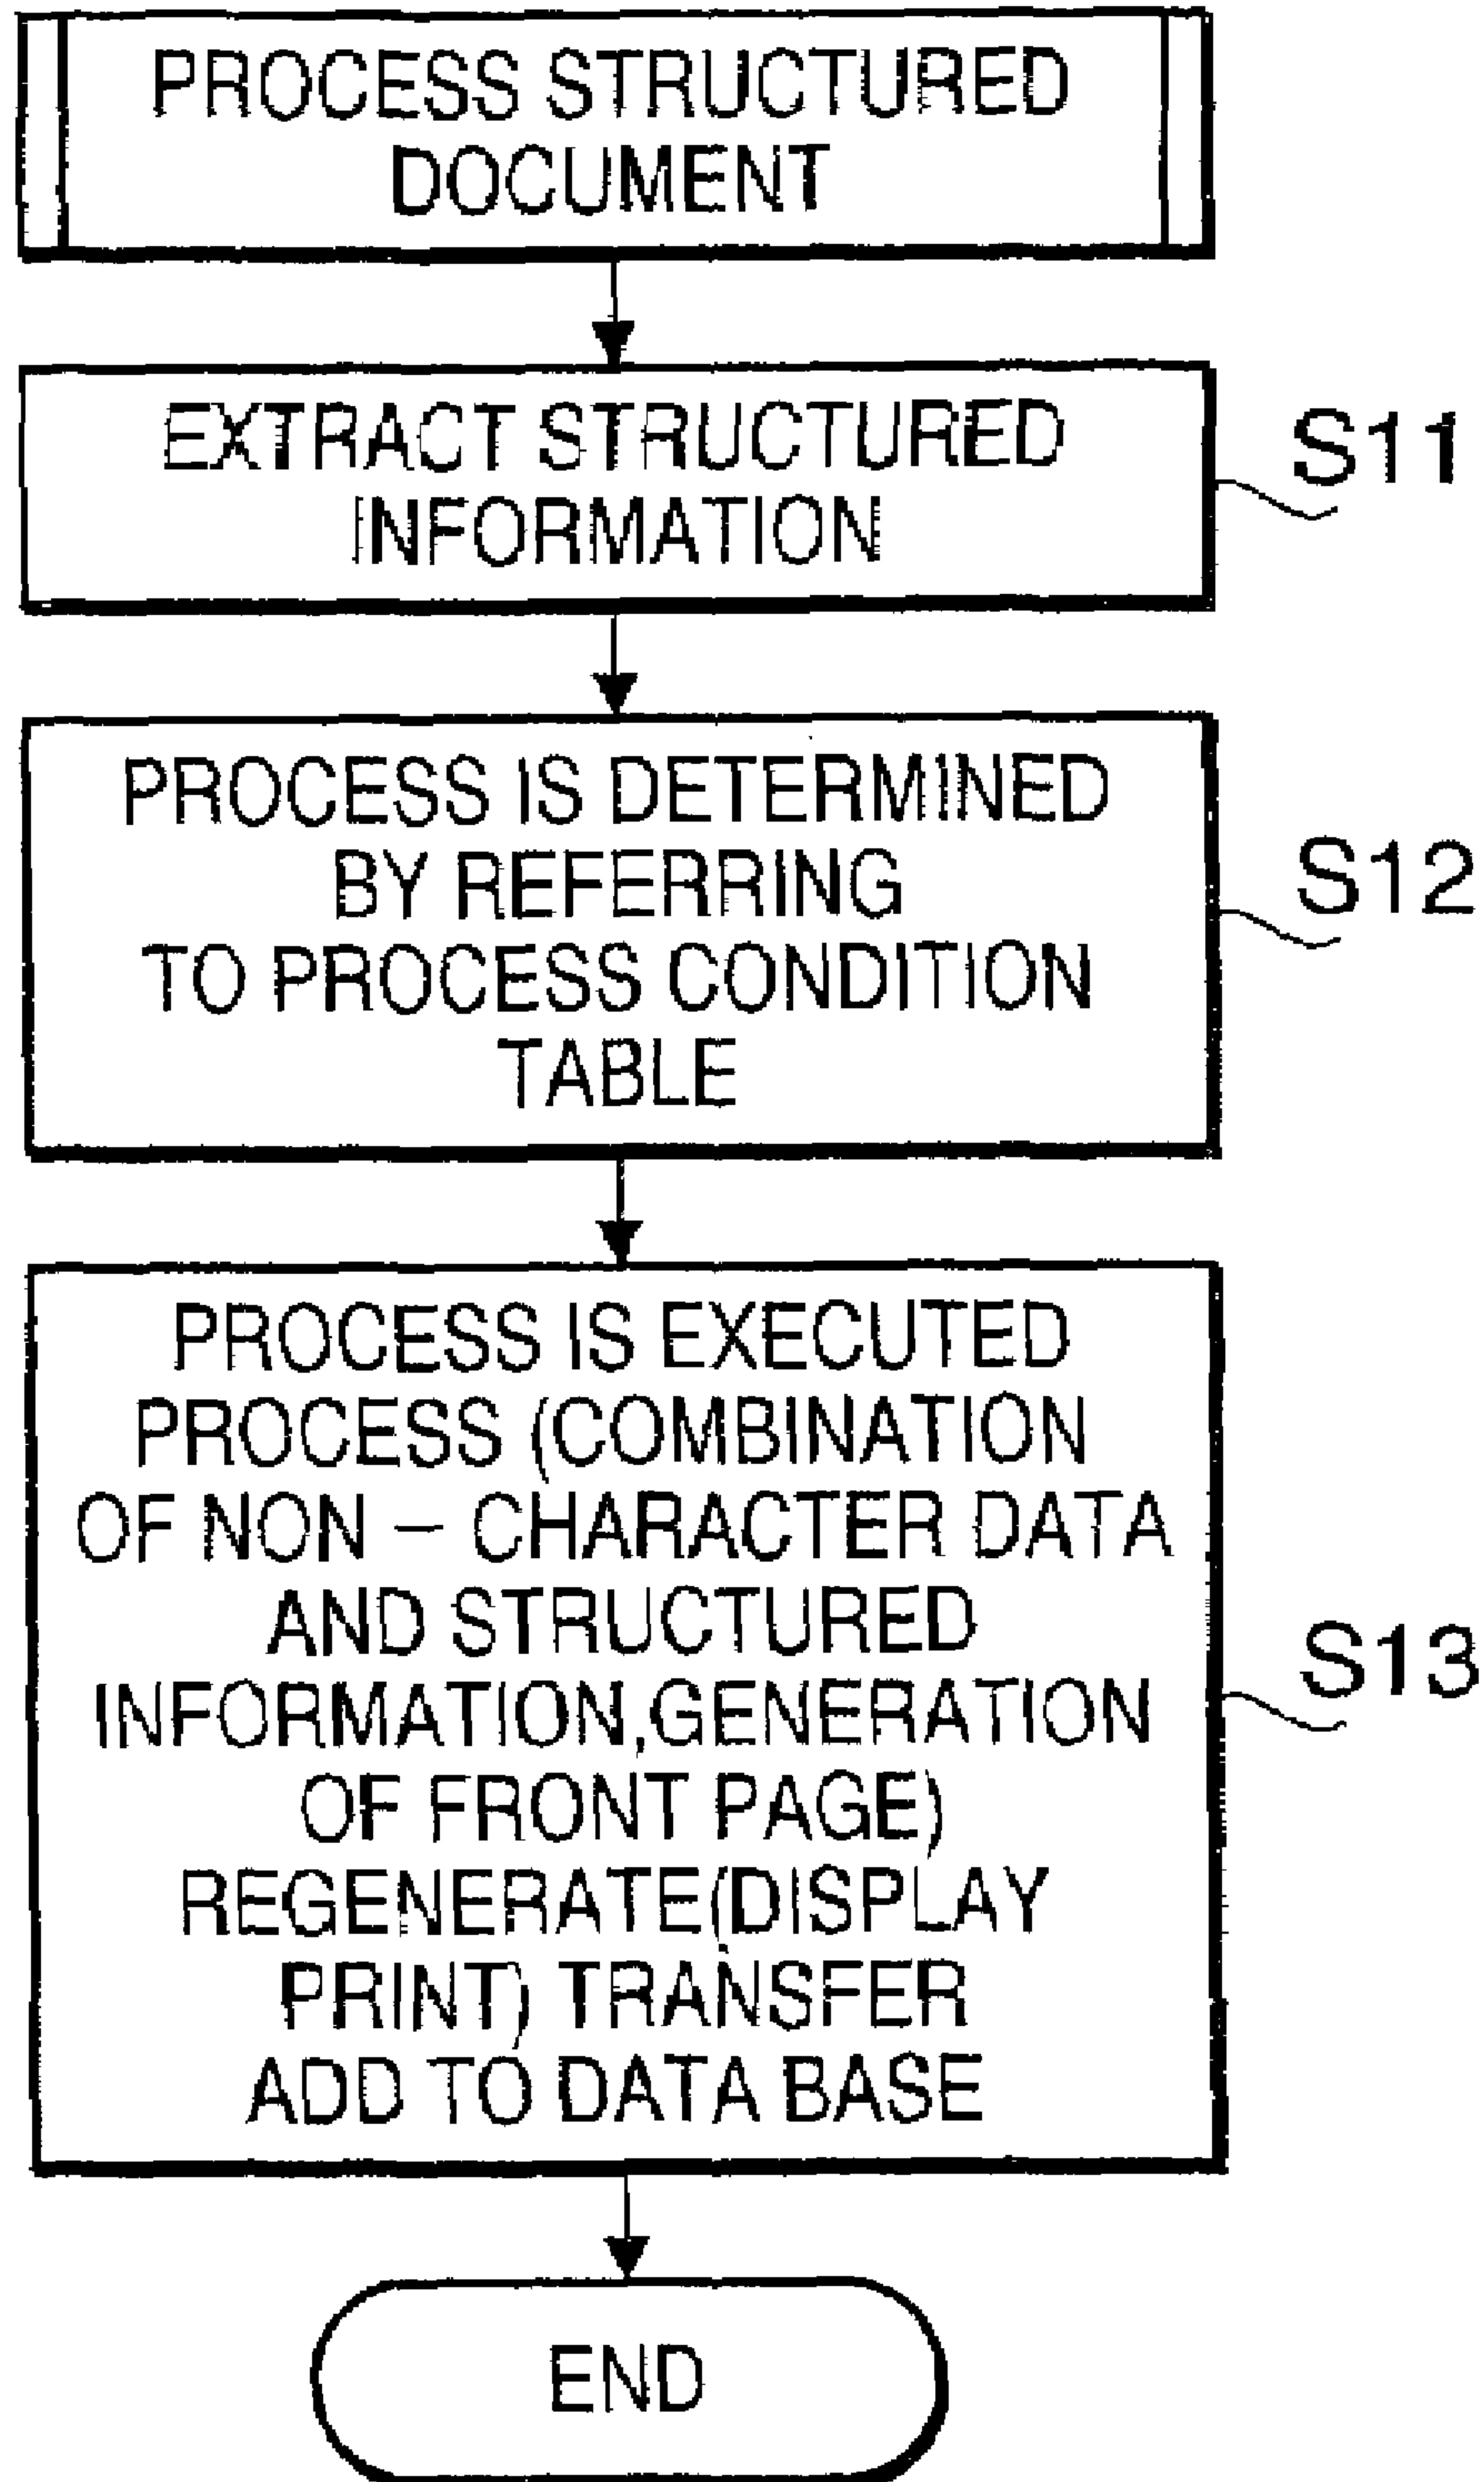 PROCESS STRUCTURED
DOCUMENT
EXTRACT STRUCTURED
INFORMATION
S11
PROCESS IS DETERMINED
BY REFERRING
TO PROCESS CONDITION
TABLE
S12
PROCESS IS EXECUTED
PROCESS (COMBINATION
OF NON – CHARACTER DATA
AND STRUCTURED
INFORMATION,GENERATION
OF FRONT PAGE)
REGENERATE(DISPLAY
PRINT) TRANSFER
ADD TO DATA BASE
S13
END